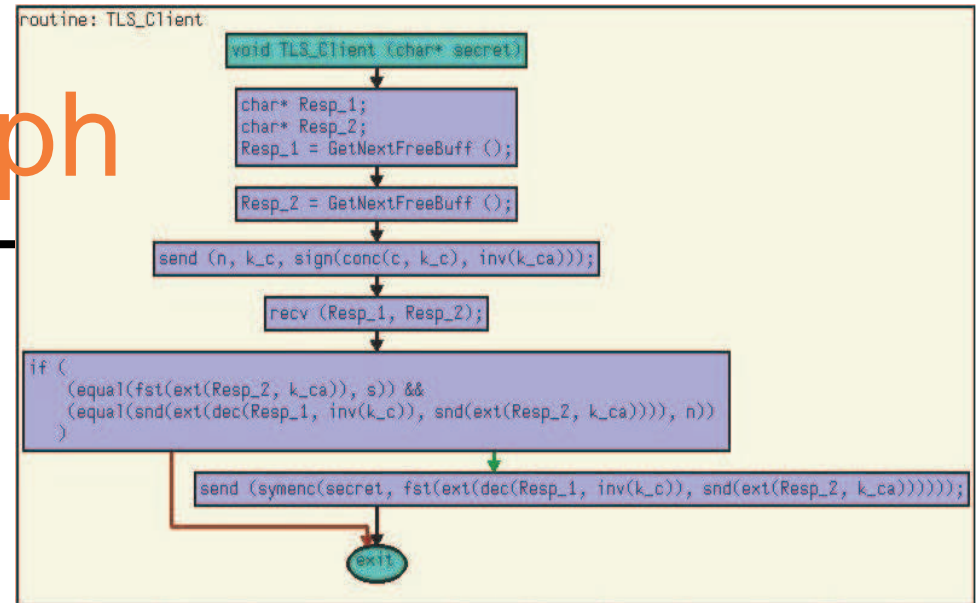 routine: TLS_Client
void TLS_Client (char* secret)
ph
char* Resp_1;
char* Resp_2;
Resp_1 = GetNextFreeBuff ();
Resp_2 = GetNextFreeBuff ();
send (n, k_c, sign(conc(c, k_c), inv(k_ca)));
recv (Resp_1, Resp_2);
if (
(equal(fst(ext(Resp_2, k_ca)), s)) &&
(equal(snd(ext(dec(Resp_1, inv(k_c)), snd(ext(Resp_2, k_ca)))), n))
)
send (symenc(secret, fst(ext(dec(Resp_1, inv(k_c)), snd(ext(Resp_2, k_ca))))));
exit